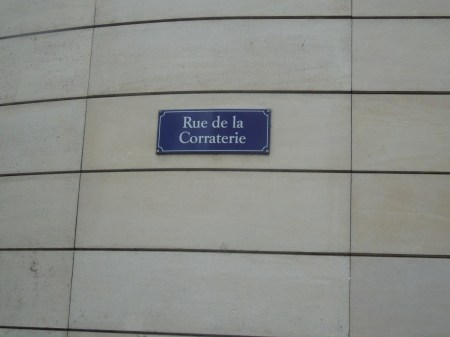 Rue de la
Corraterie